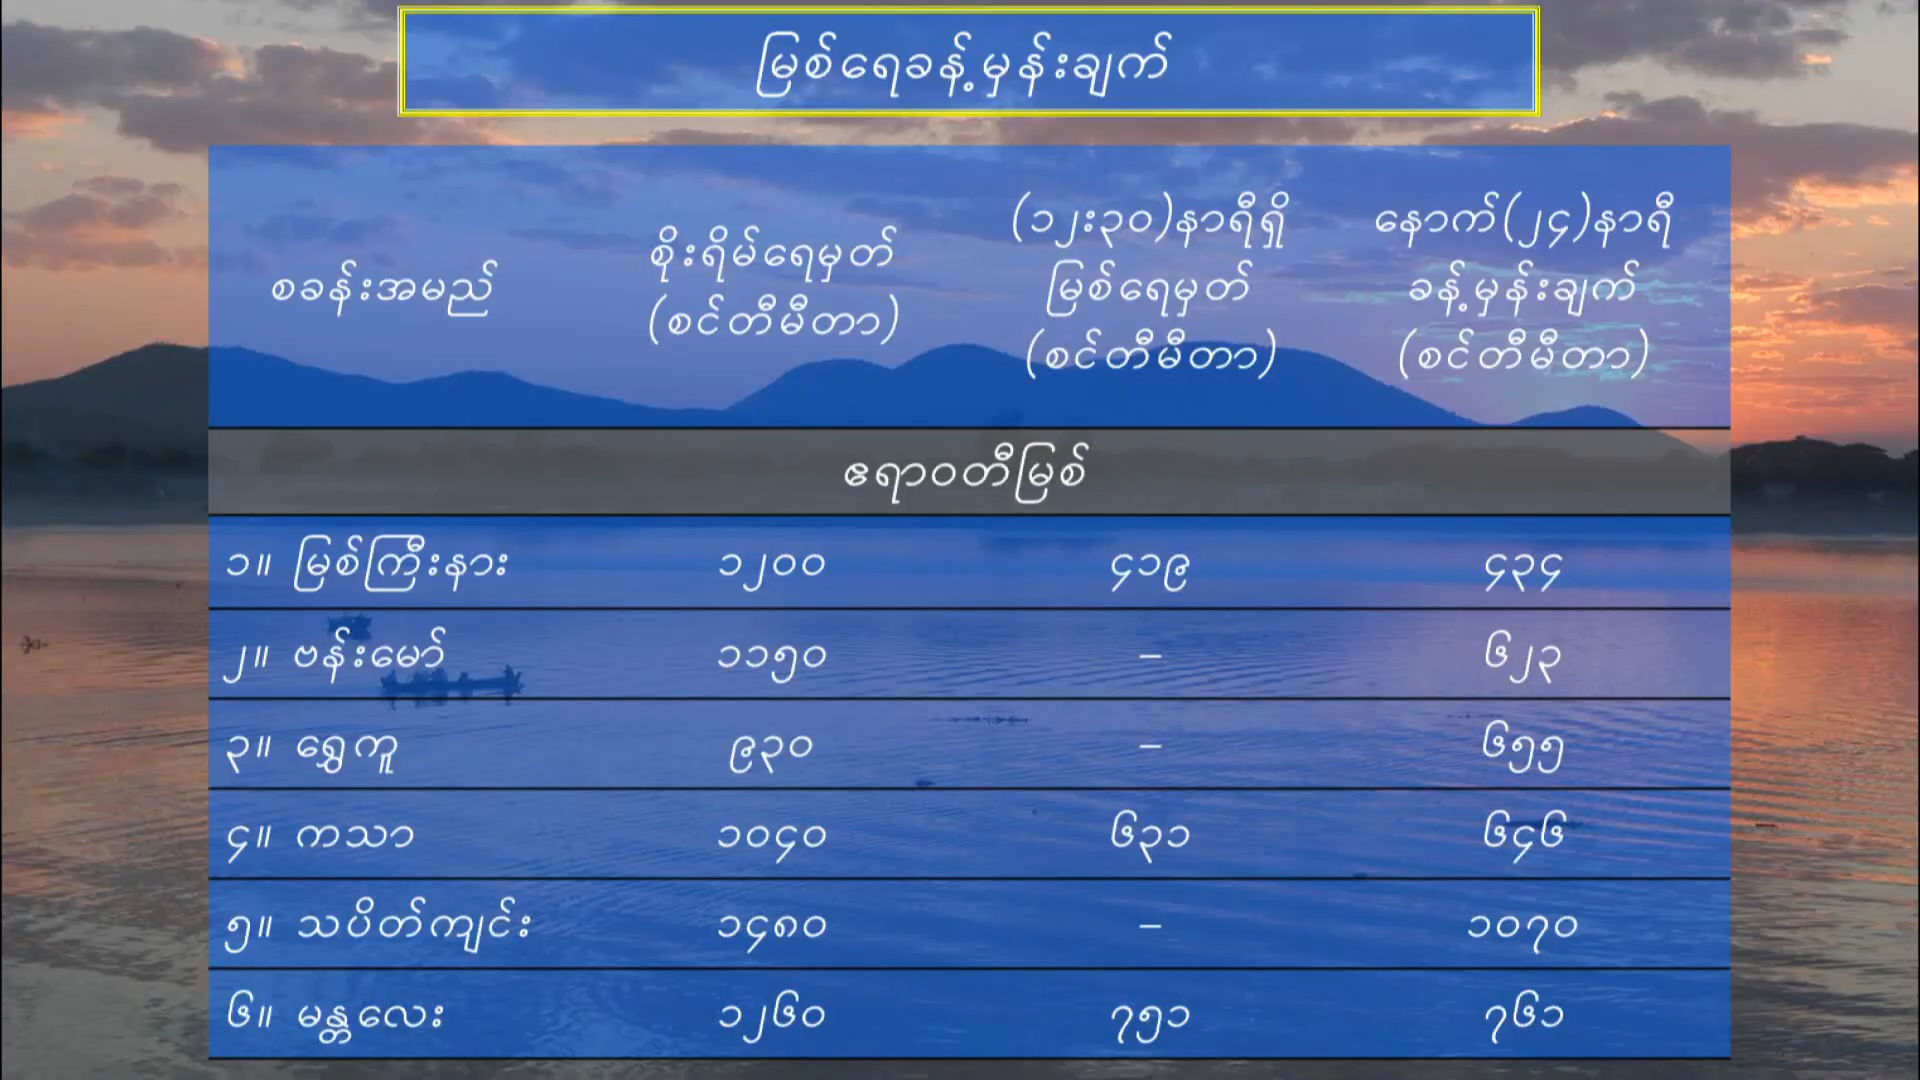 မြစ်ရေခန့်မှန်းချက်
စခန်းအမည် စိုးရိမ်ရေမှတ် (စင်တီမီတာ) (၁၂း၃၀)နာရီရှိ မြစ်ရေမှတ် (စင်တီမီတာ) နောက်(၂၄)နာရီ ခန့်မှန်းချက် (စင်တီမီတာ)
ဧရာဝတီမြစ်
၁။ မြစ်ကြီးနား ၁၂၀၀ ၄၁၉ ၄၃၄
၂။ ဗန်းမော် ၁၁၅၀ – ၆၂၃
၃။ ရွှေကူ ၉၃၀ – ၆၅၅
၄။ ကသာ ၁၀၄၀ ၆၃၁ ၆၄၆
၅။ သပိတ်ကျင်း ၁၄၈၀ – ၁၀၇၀
၆။ မန္တလေး ၁၂၆၀ ၇၅၁ ၇၆၁